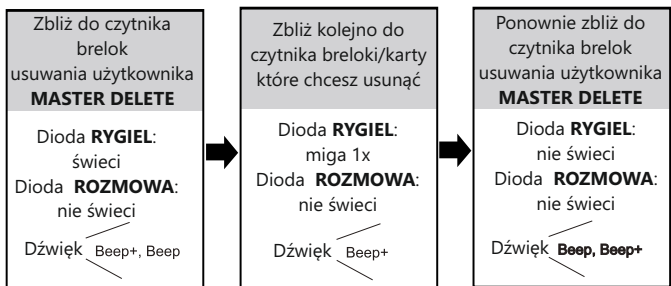 Zbliż do czytnika
brelok
usuwania użytkownika
MASTER DELETE
Dioda RYGIEL:
świeci
Dioda ROZMOWA:
nie świeci
Dźwięk Beep+, Beep
Zbliż kolejno do
czytnika breloki/karty
które chcesz usunąć
Dioda RYGIEL:
miga 1x
Dioda ROZMOWA:
nie świeci
Dźwięk Beep+
Ponownie zbliż do
czytnika brelok
usuwania użytkownika
MASTER DELETE
Dioda RYGIEL:
nie świeci
Dioda ROZMOWA:
nie świeci
Dźwięk Beep, Beep+